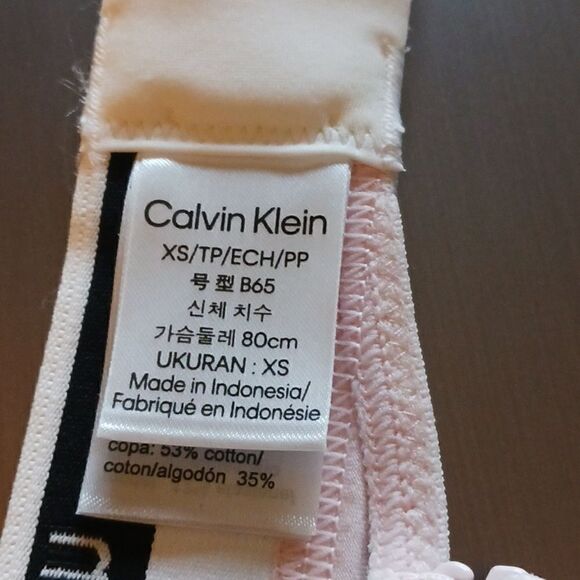 Calvin Klein
XS/TP/ECH/PP
号型 B65
신체 치수
가슴둘레 80cm
UKURAN : XS
Made in Indonesia/
Fabriqué en Indonésie
copa: 53% cotton/
coton/algodón 35%